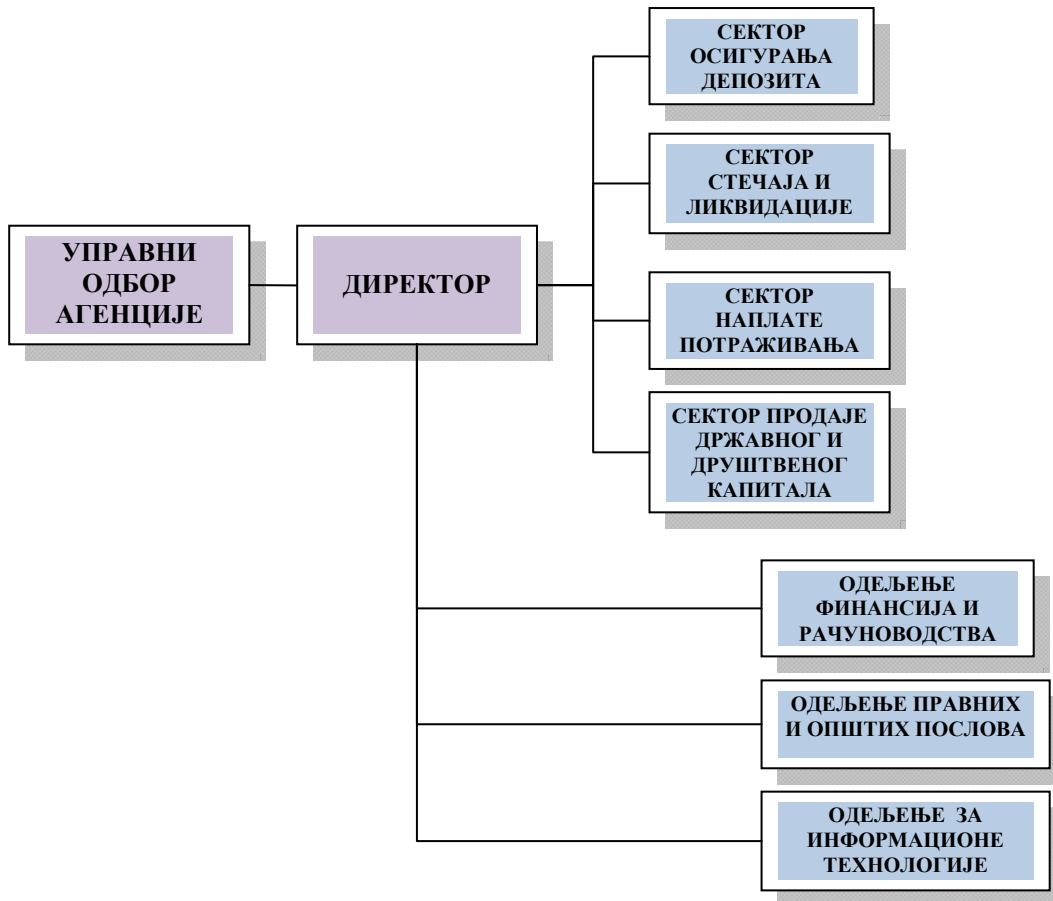 УПРАВНИ
ОДБОР
АГЕНЦИЈЕ
ДИРЕКТОР
СЕКТОР
ОСИГУРАЊА
ДЕПОЗИТА
СЕКТОР
СТЕЧАЈА И
ЛИКВИДАЦИЈЕ
СЕКТОР
НАПЛАТЕ
ПОТРАЖИВАЊА
СЕКТОР ПРОДАЈЕ
ДРЖАВНОГ И
ДРУШТВЕНОГ
КАПИТАЛА
ОДЕЉЕЊЕ
ФИНАНСИЈА И
РАЧУНОВОДСТВА
ОДЕЉЕЊЕ ПРАВНИХ
И ОПШТИХ ПОСЛОВА
ОДЕЉЕЊЕ ЗА
ИНФОРМАЦИОНЕ
ТЕХНОЛОГИЈЕ